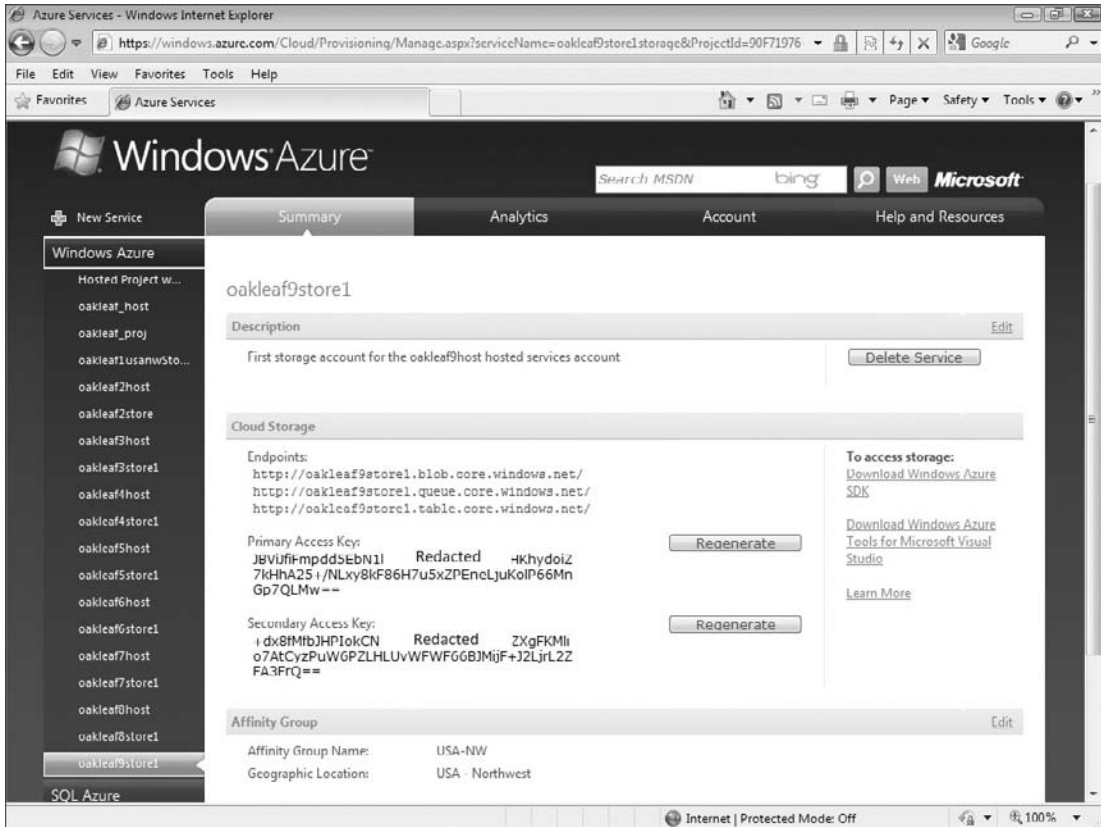 Azure Services - Windows Internet Explorer
https://windows.azure.com/Cloud/Provisioning/Manage.aspx?serviceName=oakleaf9store1storage&ProjectId=90F71976
Google
File Edit View Favorites Tools Help
Favorites Azure Services Page Safety Tools
Windows Azure
Search MSDN bing Web Microsoft
New Service Summary Analytics Account Help and Resources
Windows Azure
Hosted Project w...
oakleaf_host
oakleaf_proj
oakleaf1usanwSto...
oakleaf2host
oakleaf2store
oakleaf3host
oakleaf3store1
oakleaf4host
oakleaf4store1
oakleaf5host
oakleaf5store1
oakleaf6host
oakleaf6store1
oakleaf7host
oakleaf7store1
oakleaf8host
oakleaf8store1
oakleaf9store1
SQL Azure
oakleaf9store1
Description Edit
First storage account for the oakleaf9host hosted services account
Delete Service
Cloud Storage
Endpoints:
http://oakleaf9store1.blob.core.windows.net/
http://oakleaf9store1.queue.core.windows.net/
http://oakleaf9store1.table.core.windows.net/
Primary Access Key:
Redacted
Gp7QLMw==
Regenerate
Secondary Access Key:
Redacted
FA3FrQ==
Regenerate
To access storage:
Download Windows Azure
SDK
Download Windows Azure
Tools for Microsoft Visual
Studio
Learn More
Affinity Group Edit
Affinity Group Name: USA-NW
Geographic Location: USA - Northwest
Internet | Protected Mode: Off 100%